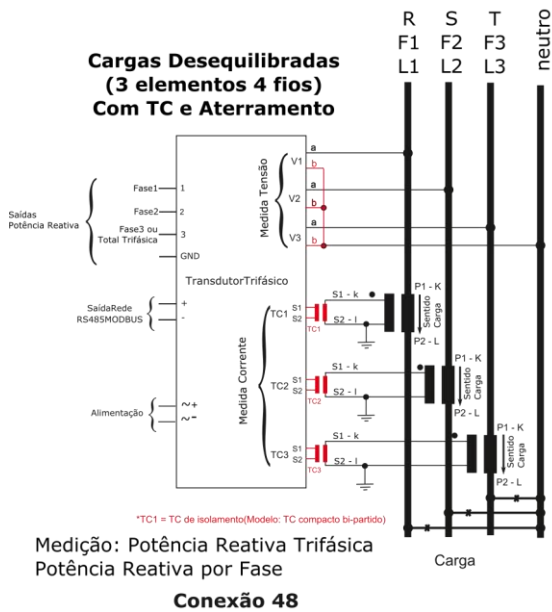 R S T neutro
F1 F2 F3
L1 L2 L3
Cargas Desequilibradas
(3 elementos 4 fios)
Com TC e Aterramento
a
V1
b
a
V2
b
a
V3
b
Medida Tensão
Saídas
Potência Reativa
Fase1
1
Fase2
2
Fase3 ou
Total Trifásica
3
GND
TransdutorTrifásico
SaídaRede
RS485MODBUS
+
-
Alimentação
~+
~-
Medida Corrente
TC1
S1
S2
TC1
S1 - k
S2 - l
P1 - K
Sentido
Carga
P2 - L
TC2
S1
S2
TC2
S1 - k
S2 - l
P1 - K
Sentido
Carga
P2 - L
TC3
S1
S2
TC3
S1 - k
S2 - l
P1 - K
Sentido
Carga
P2 - L
*TC1 = TC de isolamento(Modelo: TC compacto bi-partido)
Medição: Potência Reativa Trifásica
Potência Reativa por Fase
Carga
Conexão 48